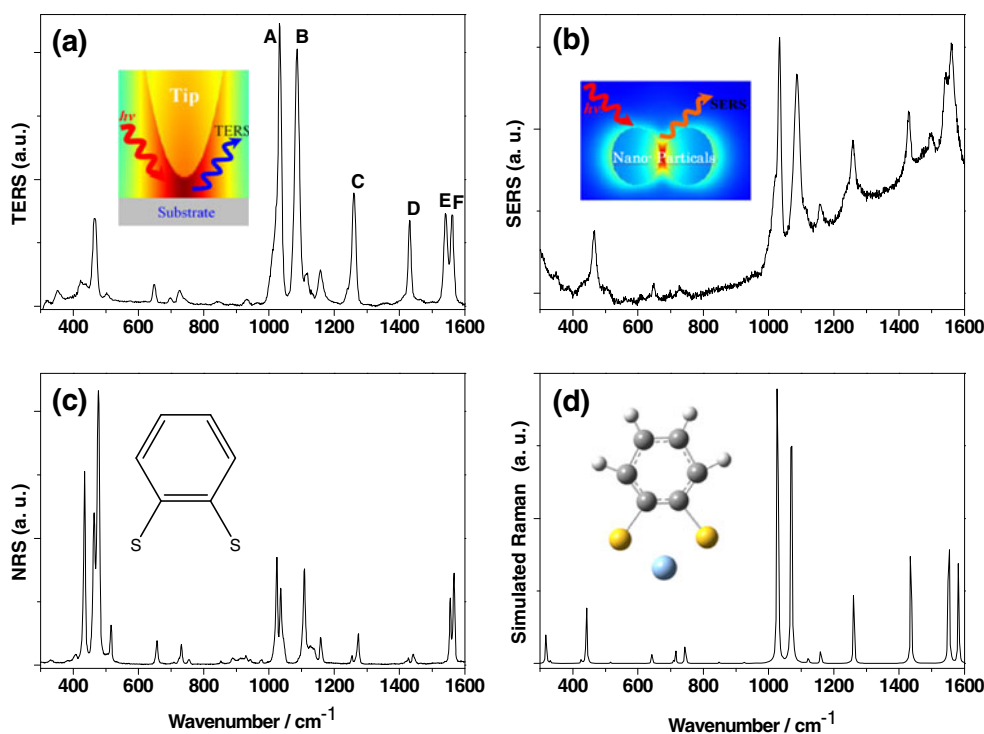 (a)
A
B
C
D
E
F
Tip
hν
TERS
Substrate
TERS (a.u.)
400 600 800 1000 1200 1400 1600
(b)
hν
SERS
Nano- Particals
SERS (a. u.)
400 600 800 1000 1200 1400 1600
(c)
S S
NRS (a. u.)
400 600 800 1000 1200 1400 1600
Wavenumber / cm-1
(d)
Simulated Raman (a. u.)
400 600 800 1000 1200 1400 1600
Wavenumber / cm-1